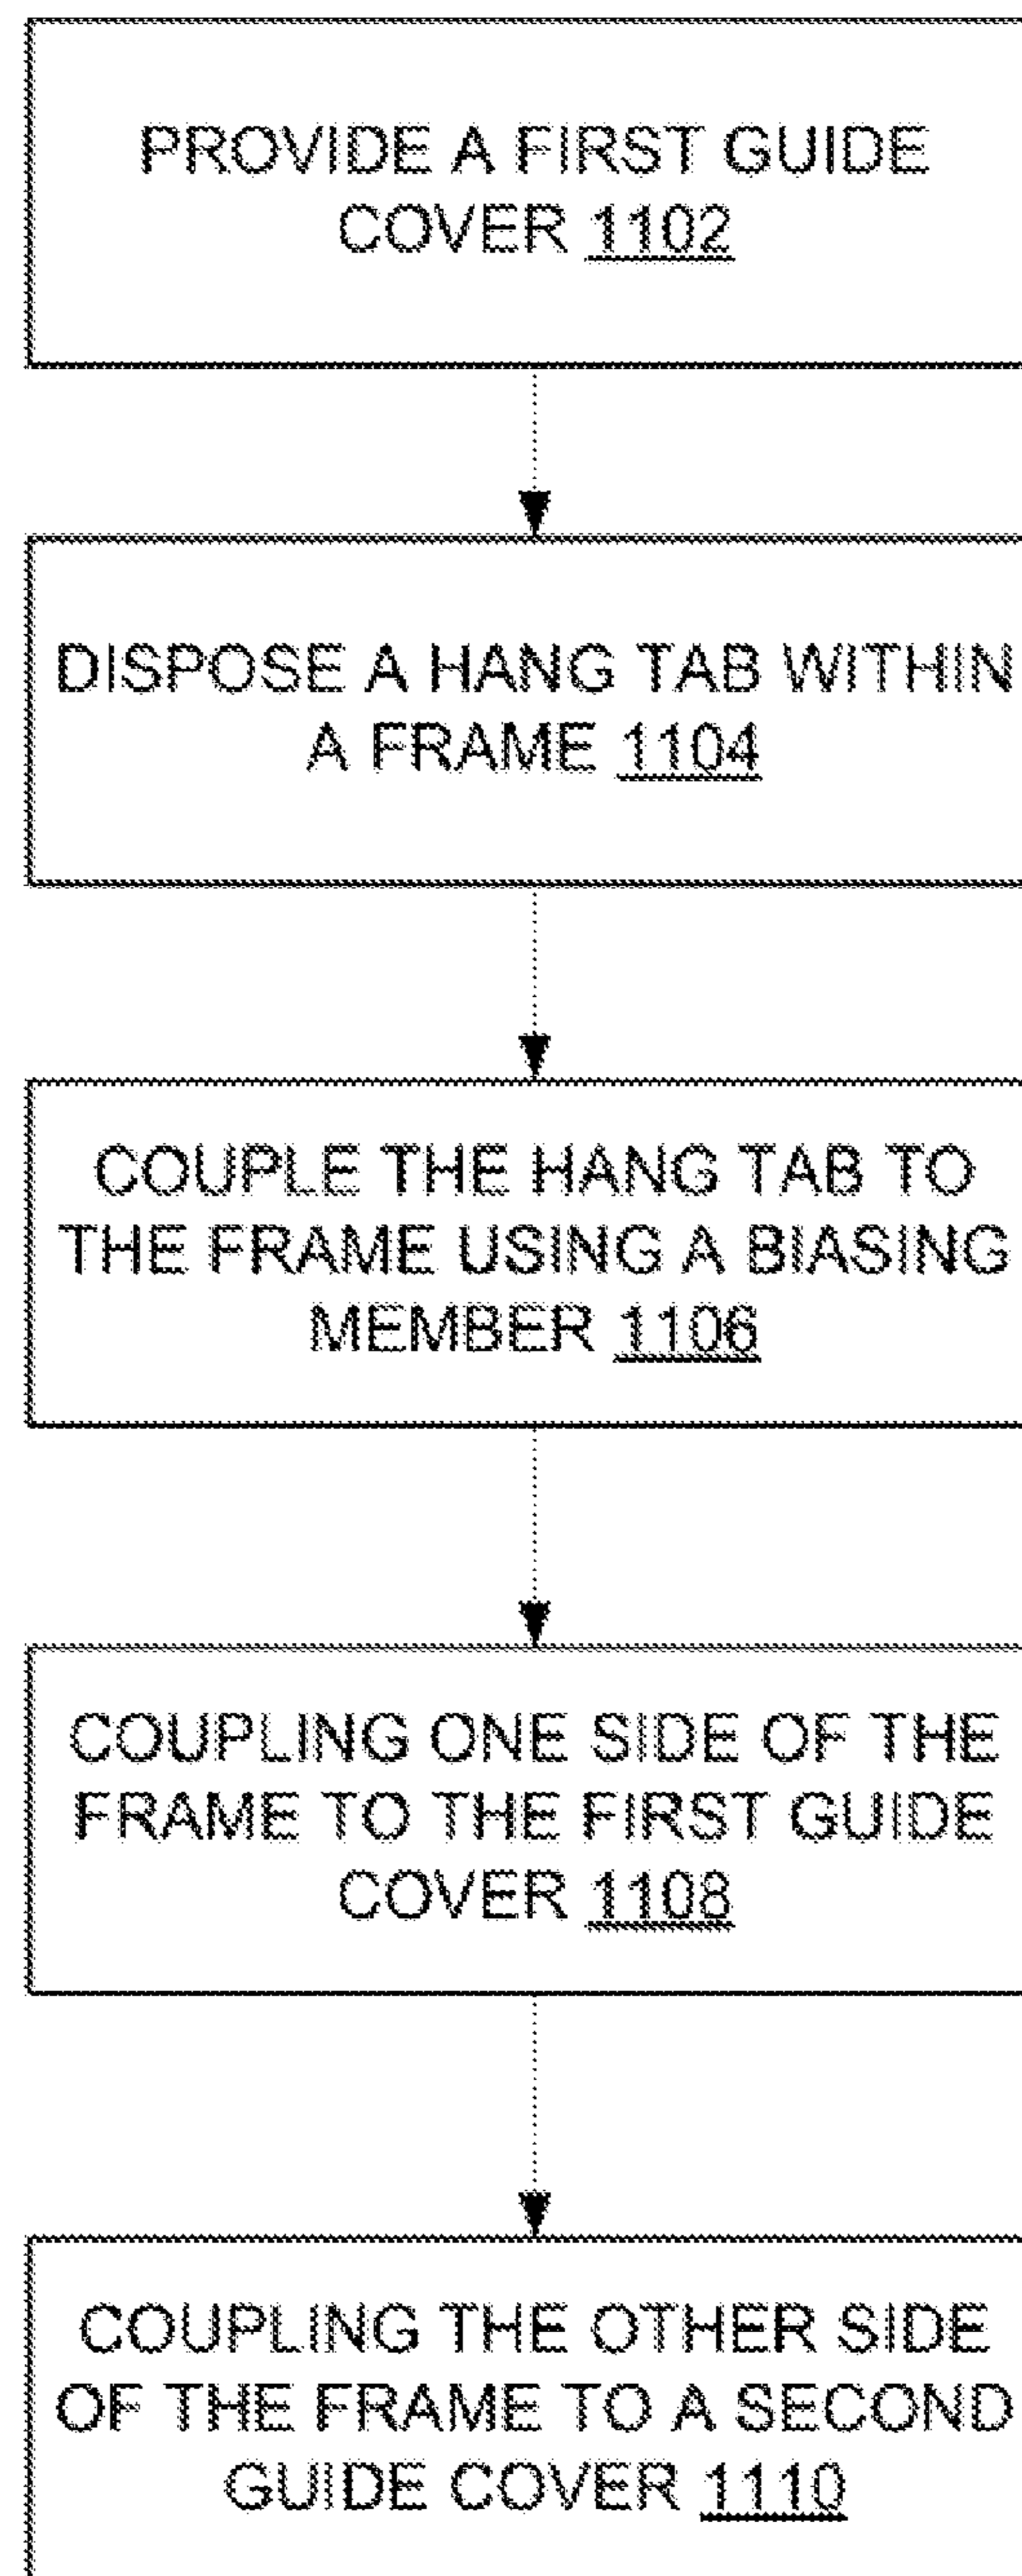 PROVIDE A FIRST GUIDE
COVER 1102
DISPOSE A HANG TAB WITHIN
A FRAME 1104
COUPLE THE HANG TAB TO
THE FRAME USING A BIASING
MEMBER 1106
COUPLING ONE SIDE OF THE
FRAME TO THE FIRST GUIDE
COVER 1108
COUPLING THE OTHER SIDE
OF THE FRAME TO A SECOND
GUIDE COVER 1110